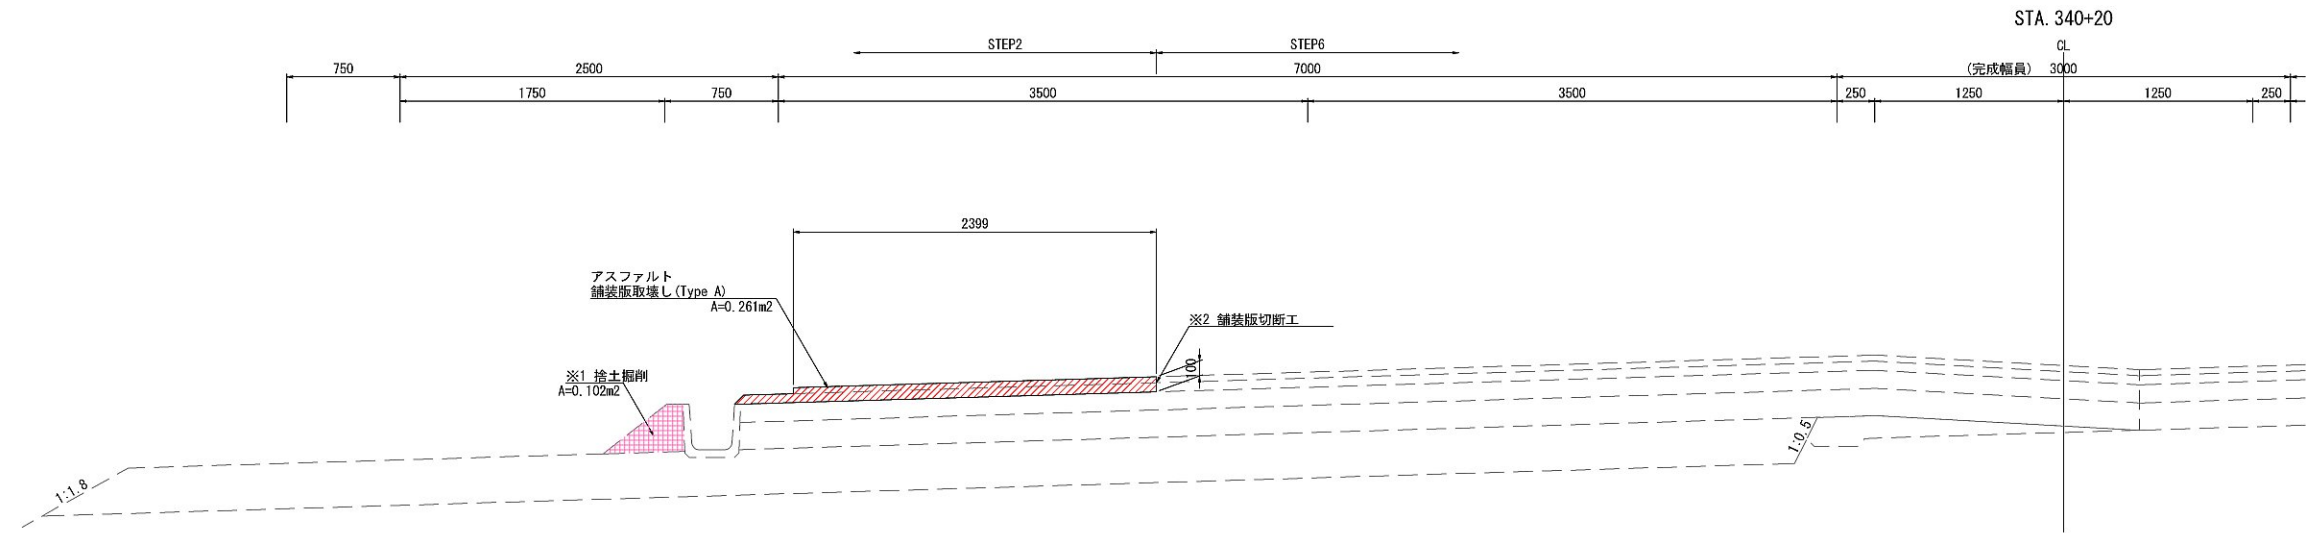 STA. 340+20
STEP2
STEP6
CL
750
2500
7000
(完成幅員) 3000
1750
750
3500
3500
250
1250
1250
250
2399
アスファルト
舗装版取壊し(Type A)
A=0.261m2
※2 舗装版切断工
100
※1 捨土掘削
A=0.102m2
1:0.5
1:1.8